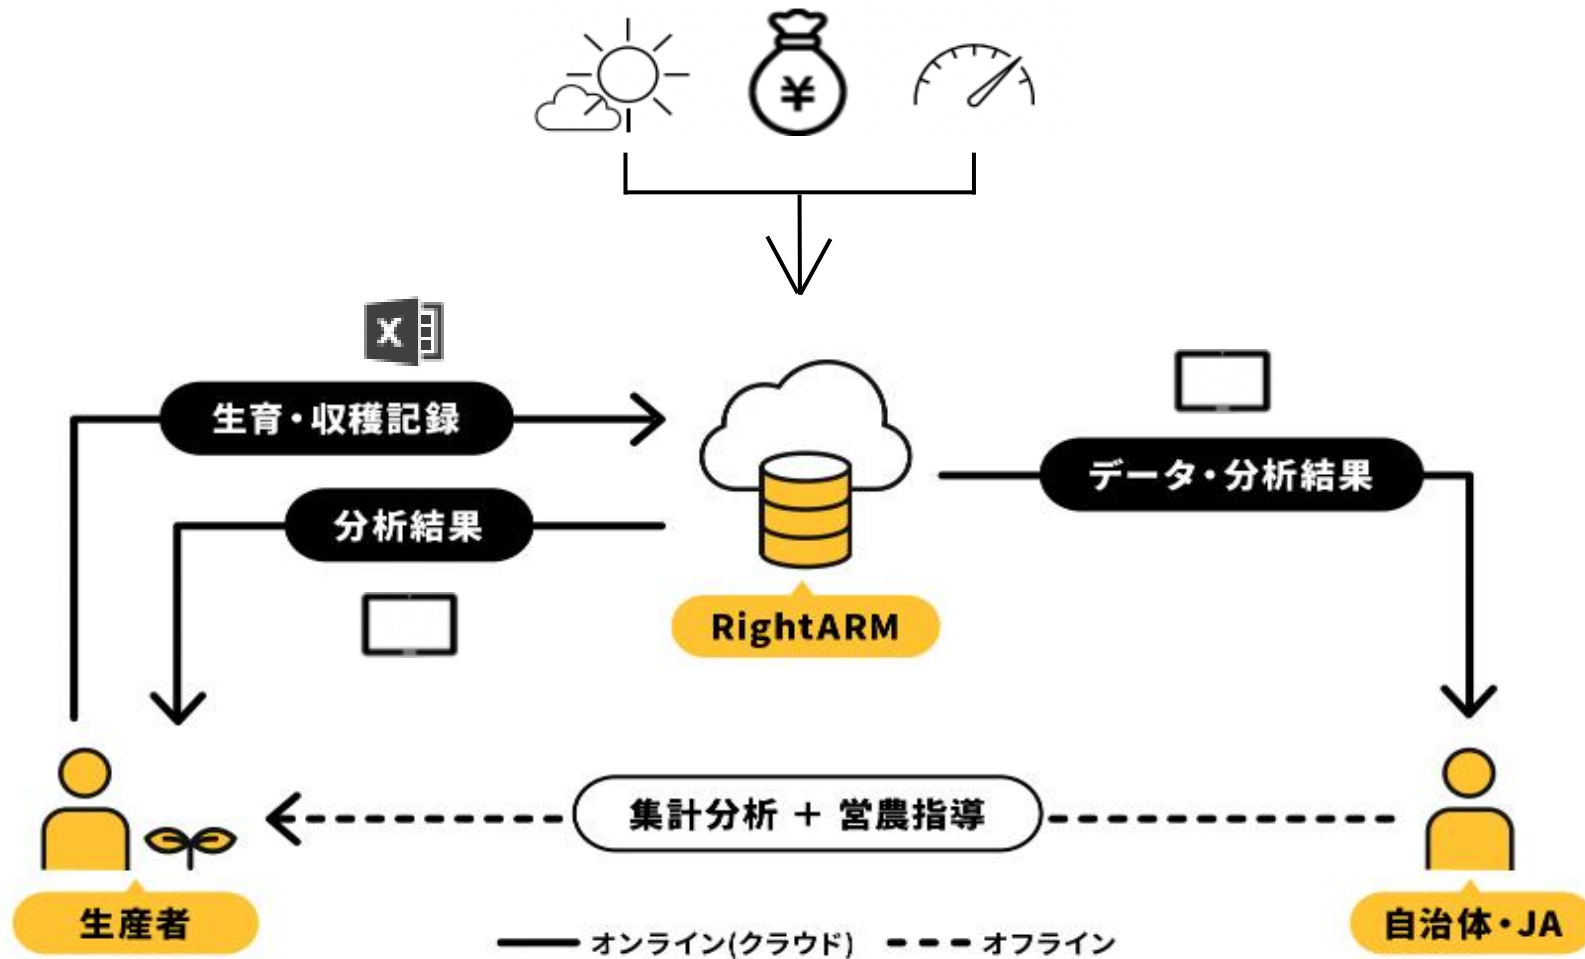 ¥
X
生育・収穫記録
データ・分析結果
分析結果
RightARM
集計分析 + 営農指導
生産者
自治体・JA
オンライン(クラウド)
オフライン